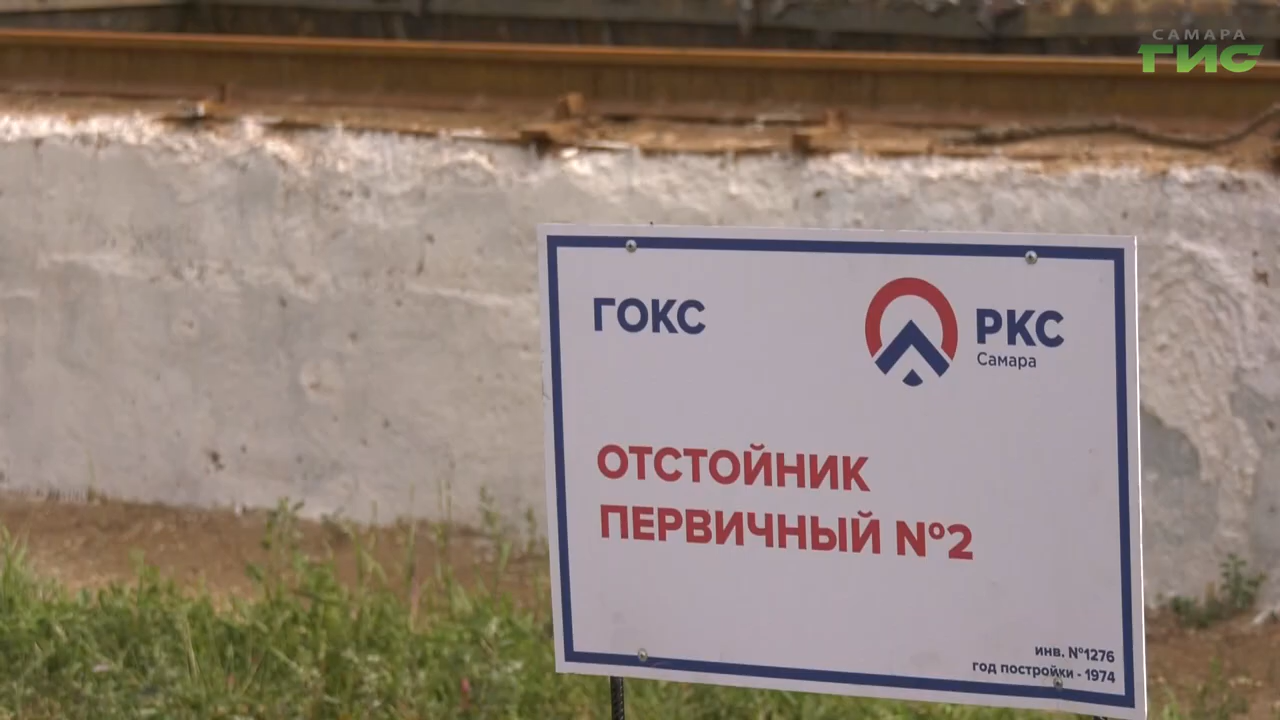 САМАРА
ГИС
ГОКС
РКС
Самара
ОТСТОЙНИК
ПЕРВИЧНЫЙ №2
инв. №1276
год постройки - 1974